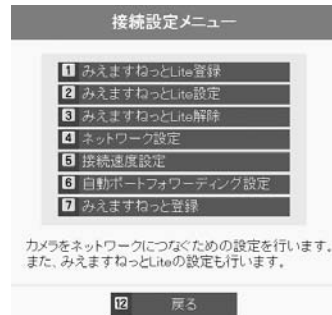 接続設定メニュー
1 みえますねっとLite登録
2 みえますねっとLite設定
3 みえますねっとLite解除
4 ネットワーク設定
5 接続速度設定
6 自動ポートフォワーディング設定
7 みえますねっと登録
カメラをネットワークにつなぐための設定を行います。
また、みえますねっとLiteの設定も行います。
12 戻る